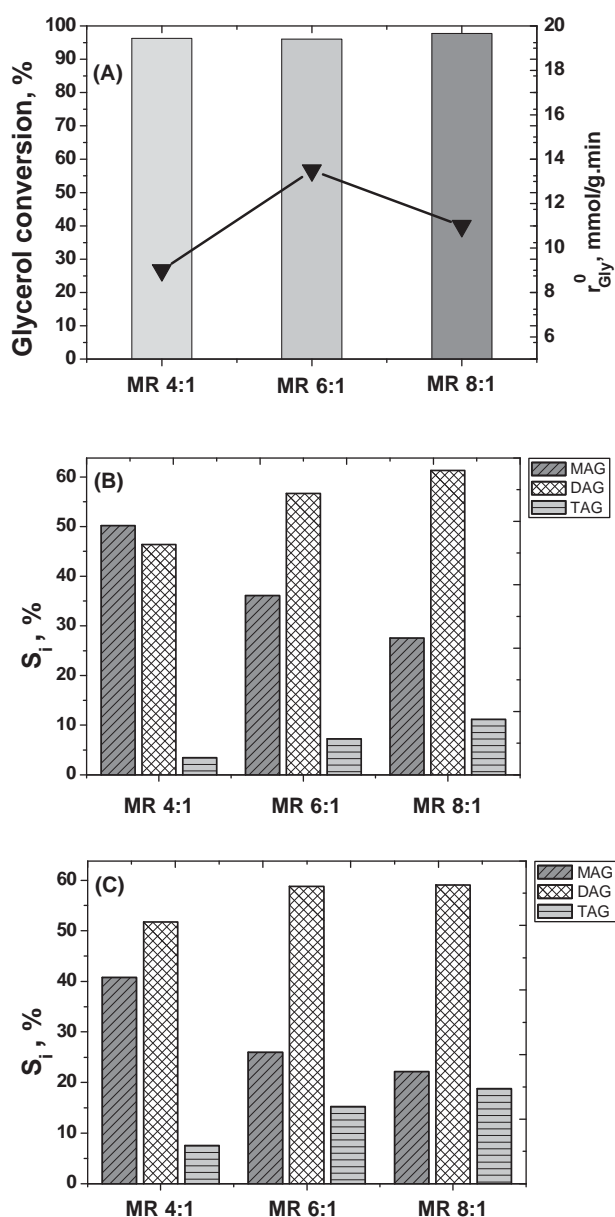 (A)
Glycerol conversion, %
100
90
80
70
60
50
40
30
20
10
0
20
18
16
14
12
10
8
6
r⁰Gly, mmol/g.min
MR 4:1 MR 6:1 MR 8:1
(B)
MAG
DAG
TAG
Si , %
60
50
40
30
20
10
0
MR 4:1 MR 6:1 MR 8:1
(C)
MAG
DAG
TAG
Si , %
60
50
40
30
20
10
0
MR 4:1 MR 6:1 MR 8:1